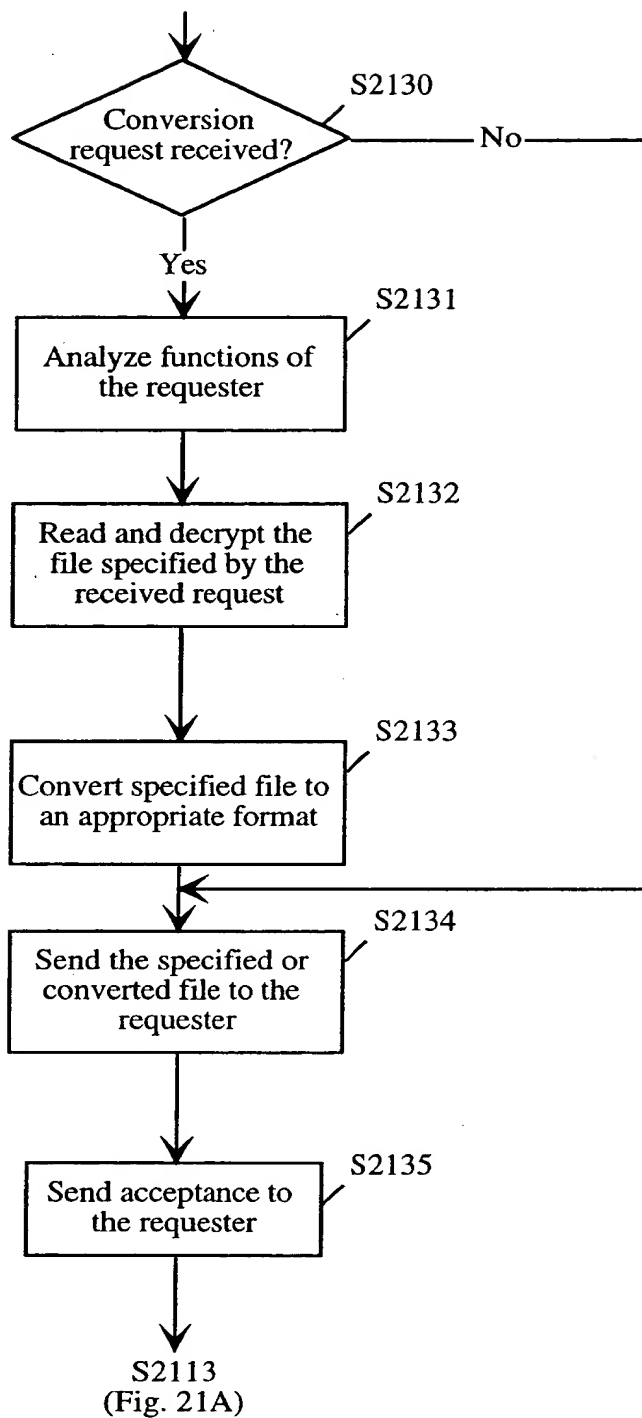 S2130
Conversion
request received?
No
Yes
S2131
Analyze functions of
the requester
S2132
Read and decrypt the
file specified by the
received request
S2133
Convert specified file to
an appropriate format
S2134
Send the specified or
converted file to the
requester
S2135
Send acceptance to
the requester
S2113
(Fig. 21A)